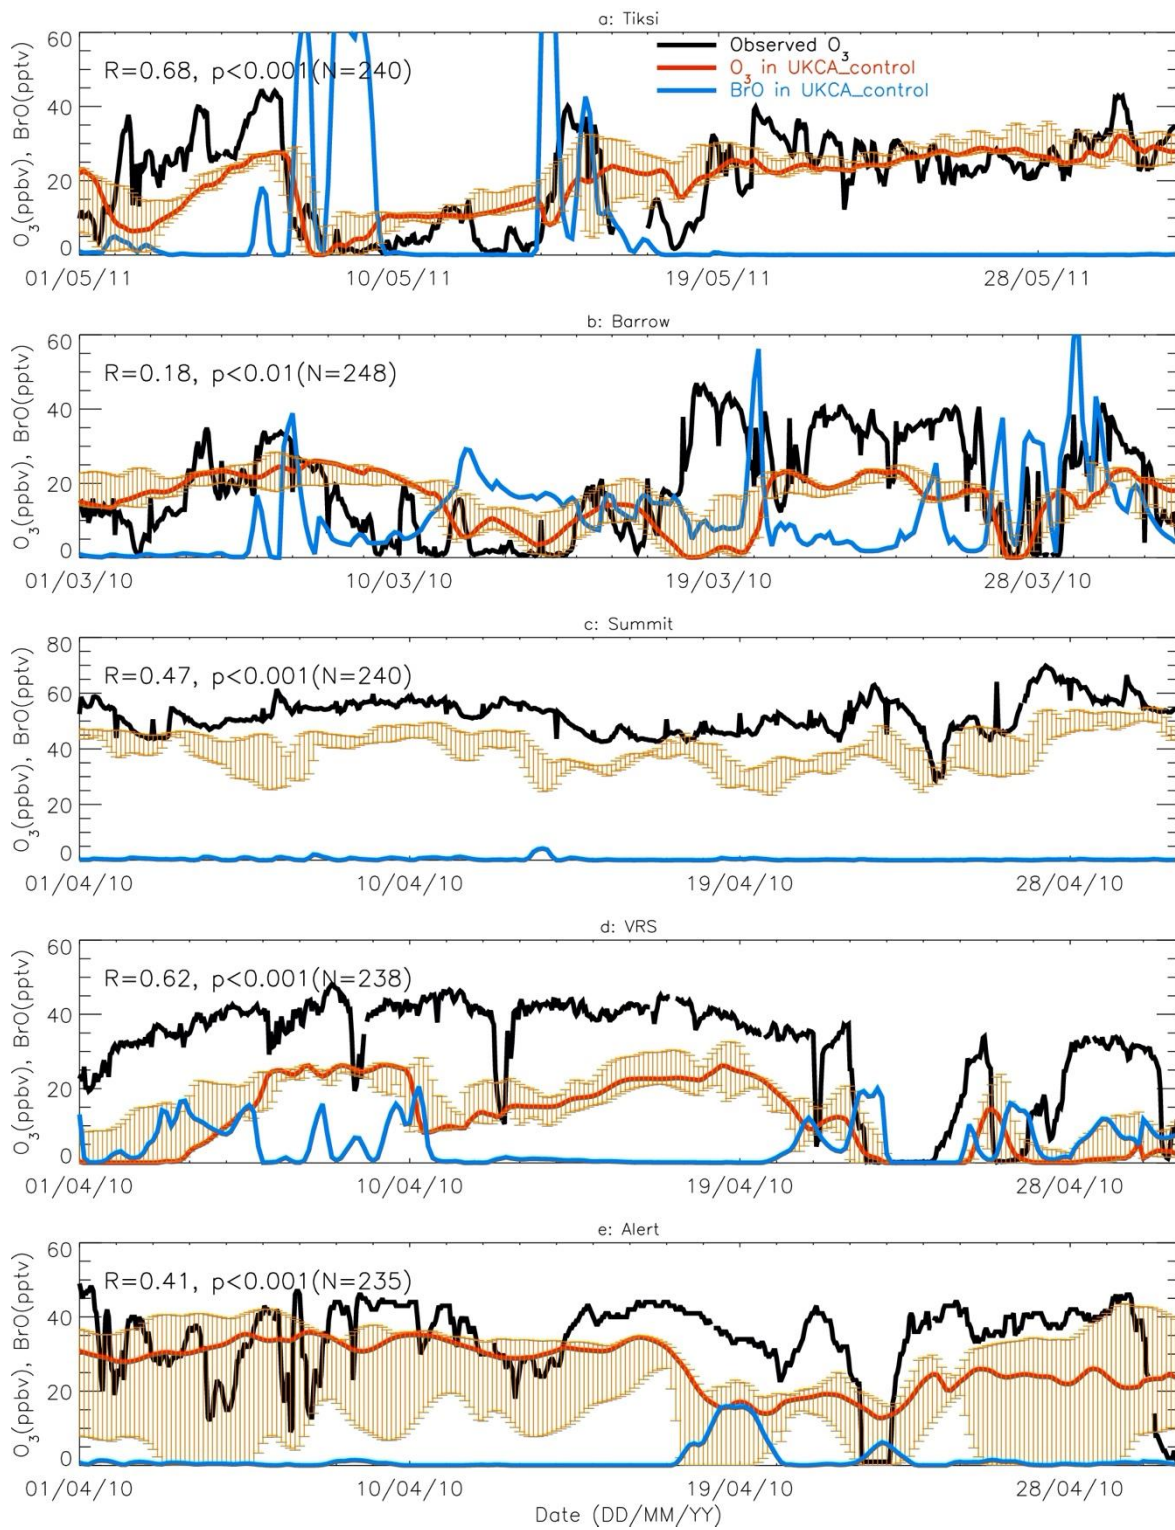 a: Tiksi
R=0.68, p<0.001(N=240)
Observed O₃
O₃ in UKCA_control
BrO in UKCA_control
O₃(ppbv), BrO(pptv)
60
40
20
0
01/05/11 10/05/11 19/05/11 28/05/11
b: Barrow
R=0.18, p<0.01(N=248)
O₃(ppbv), BrO(pptv)
60
40
20
0
01/03/10 10/03/10 19/03/10 28/03/10
c: Summit
R=0.47, p<0.001(N=240)
O₃(ppbv), BrO(pptv)
80
60
40
20
0
01/04/10 10/04/10 19/04/10 28/04/10
d: VRS
R=0.62, p<0.001(N=238)
O₃(ppbv), BrO(pptv)
60
40
20
0
01/04/10 10/04/10 19/04/10 28/04/10
e: Alert
R=0.41, p<0.001(N=235)
O₃(ppbv), BrO(pptv)
60
40
20
0
01/04/10 10/04/10 19/04/10 28/04/10
Date (DD/MM/YY)